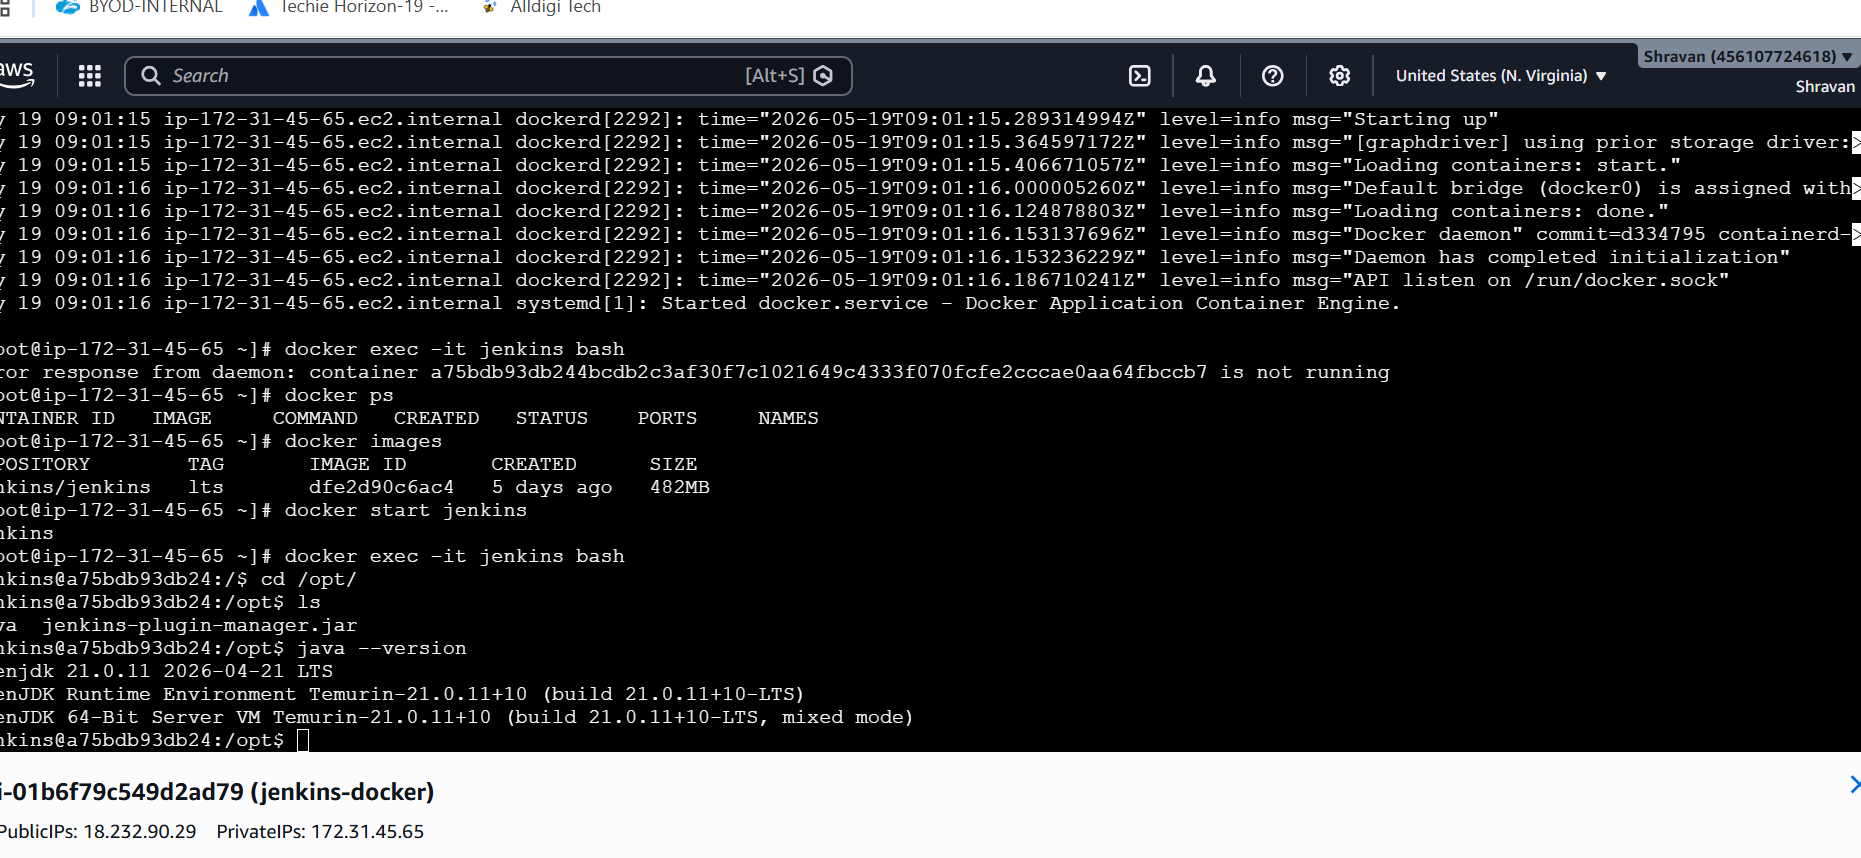 BYOD-INTERNAL Techie Horizon-19 -... Alldigi Tech
aws Search [Alt+S] United States (N. Virginia) ▼ Shravan (456107724618) ▼
Shravan
y 19 09:01:15 ip-172-31-45-65.ec2.internal dockerd[2292]: time="2026-05-19T09:01:15.289314994Z" level=info msg="Starting up"
y 19 09:01:15 ip-172-31-45-65.ec2.internal dockerd[2292]: time="2026-05-19T09:01:15.364597172Z" level=info msg="[graphdriver] using prior storage driver:>
y 19 09:01:15 ip-172-31-45-65.ec2.internal dockerd[2292]: time="2026-05-19T09:01:15.406671057Z" level=info msg="Loading containers: start."
y 19 09:01:16 ip-172-31-45-65.ec2.internal dockerd[2292]: time="2026-05-19T09:01:16.000005260Z" level=info msg="Default bridge (docker0) is assigned with>
y 19 09:01:16 ip-172-31-45-65.ec2.internal dockerd[2292]: time="2026-05-19T09:01:16.124878803Z" level=info msg="Loading containers: done."
y 19 09:01:16 ip-172-31-45-65.ec2.internal dockerd[2292]: time="2026-05-19T09:01:16.153137696Z" level=info msg="Docker daemon" commit=d334795 containerd->
y 19 09:01:16 ip-172-31-45-65.ec2.internal dockerd[2292]: time="2026-05-19T09:01:16.153236229Z" level=info msg="Daemon has completed initialization"
y 19 09:01:16 ip-172-31-45-65.ec2.internal dockerd[2292]: time="2026-05-19T09:01:16.186710241Z" level=info msg="API listen on /run/docker.sock"
y 19 09:01:16 ip-172-31-45-65.ec2.internal systemd[1]: Started docker.service - Docker Application Container Engine.
oot@ip-172-31-45-65 ~]# docker exec -it jenkins bash
ror response from daemon: container a75bdb93db244bcdb2c3af30f7c1021649c4333f070fcfe2cccae0aa64fbccb7 is not running
oot@ip-172-31-45-65 ~]# docker ps
NTAINER ID IMAGE COMMAND CREATED STATUS PORTS NAMES
oot@ip-172-31-45-65 ~]# docker images
POSITORY TAG IMAGE ID CREATED SIZE
nkins/jenkins lts dfe2d90c6ac4 5 days ago 482MB
oot@ip-172-31-45-65 ~]# docker start jenkins
nkins
oot@ip-172-31-45-65 ~]# docker exec -it jenkins bash
nkins@a75bdb93db24:/$ cd /opt/
nkins@a75bdb93db24:/opt$ ls
va jenkins-plugin-manager.jar
nkins@a75bdb93db24:/opt$ java --version
enjdk 21.0.11 2026-04-21 LTS
enJDK Runtime Environment Temurin-21.0.11+10 (build 21.0.11+10-LTS)
enJDK 64-Bit Server VM Temurin-21.0.11+10 (build 21.0.11+10-LTS, mixed mode)
nkins@a75bdb93db24:/opt$
i-01b6f79c549d2ad79 (jenkins-docker)
PublicIPs: 18.232.90.29 PrivateIPs: 172.31.45.65